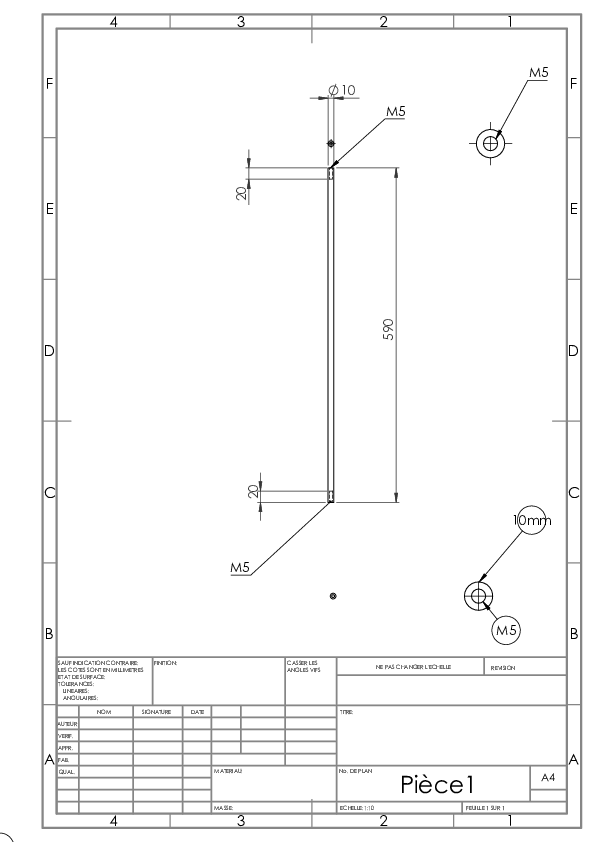 4 3 2 1
F F
M5
Ø10
M5
20
E E
590
D D
20
C C
10mm
M5
M5
B B
SAUF INDICATION CONTRAIRE:
LES COTES SONT EN MILLIMETRES
ETAT DE SURFACE:
TOLERANCES:
LINEAIRES:
ANGULAIRES:
FINITION:
CASSER LES
ANGLES VIFS
NE PAS CHANGER L'ECHELLE
REVISION
NOM SIGNATURE DATE
TITRE:
AUTEUR
VERIF.
APPR.
FAB.
A A
QUAL.
MATERIAU:
No. DE PLAN
Pièce1
A4
MASSE:
ECHELLE:1:10
FEUILLE 1 SUR 1
4 3 2 1